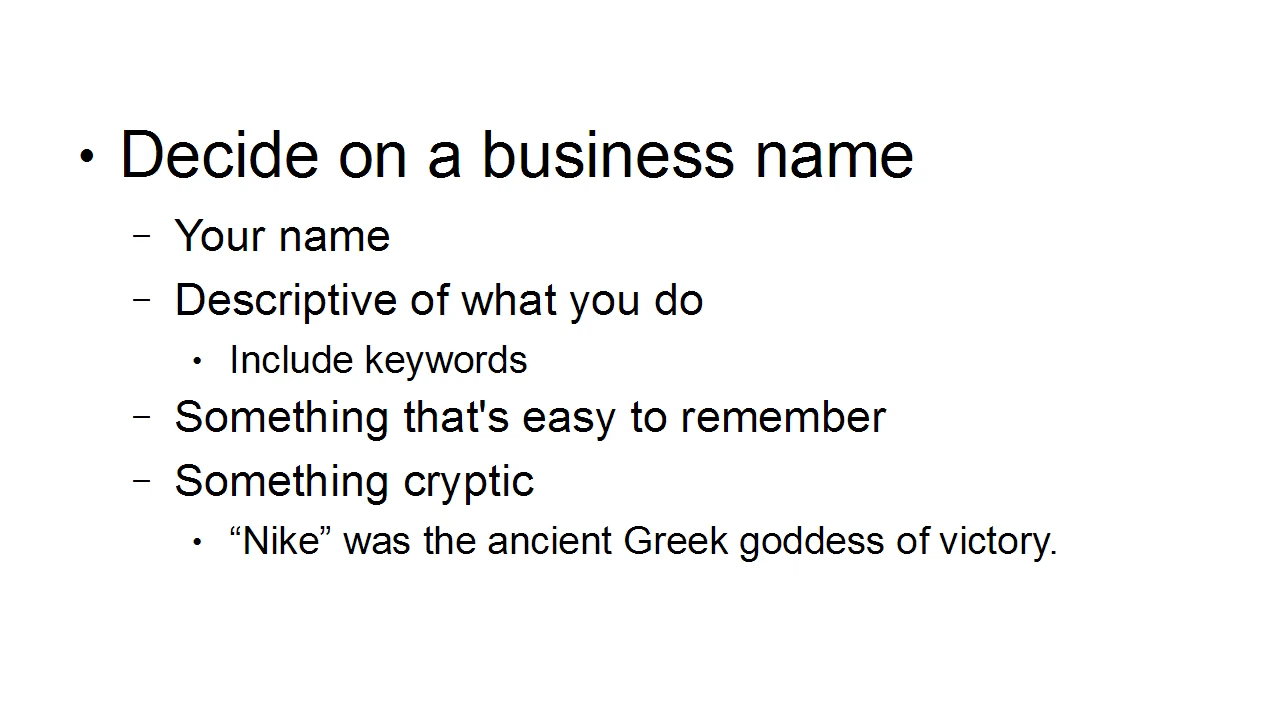 • Decide on a business name
– Your name
– Descriptive of what you do
• Include keywords
– Something that's easy to remember
– Something cryptic
• “Nike” was the ancient Greek goddess of victory.